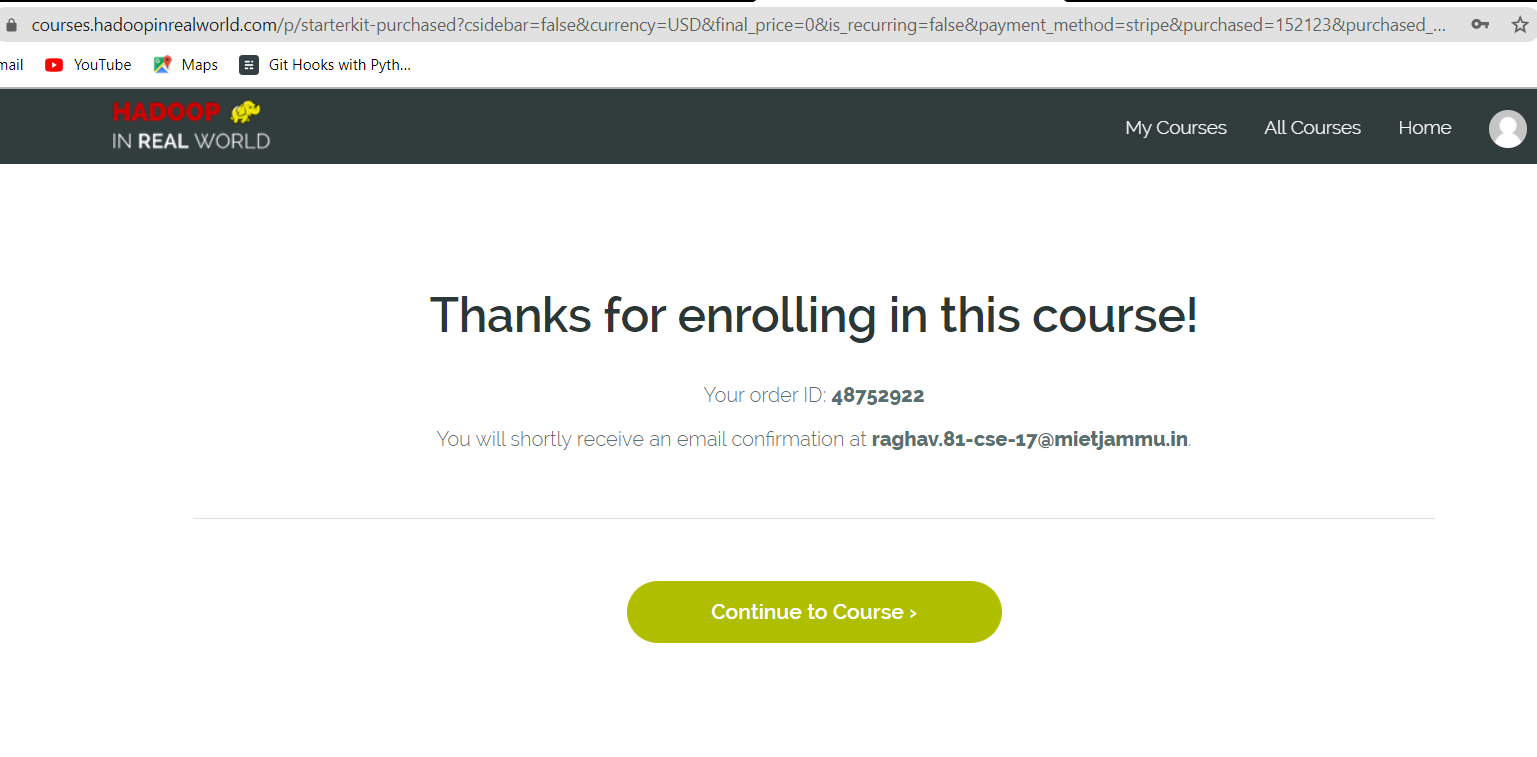 courses.hadoopinrealworld.com/p/starterkit-purchased?csidebar=false&currency=USD&final_price=0&is_recurring=false&payment_method=stripe&purchased=152123&purchased_...
mail YouTube Maps Git Hooks with Pyth...
HADOOP
IN REAL WORLD
My Courses All Courses Home
Thanks for enrolling in this course!
Your order ID: 48752922
You will shortly receive an email confirmation at raghav.81-cse-17@mietjammu.in.
Continue to Course ›